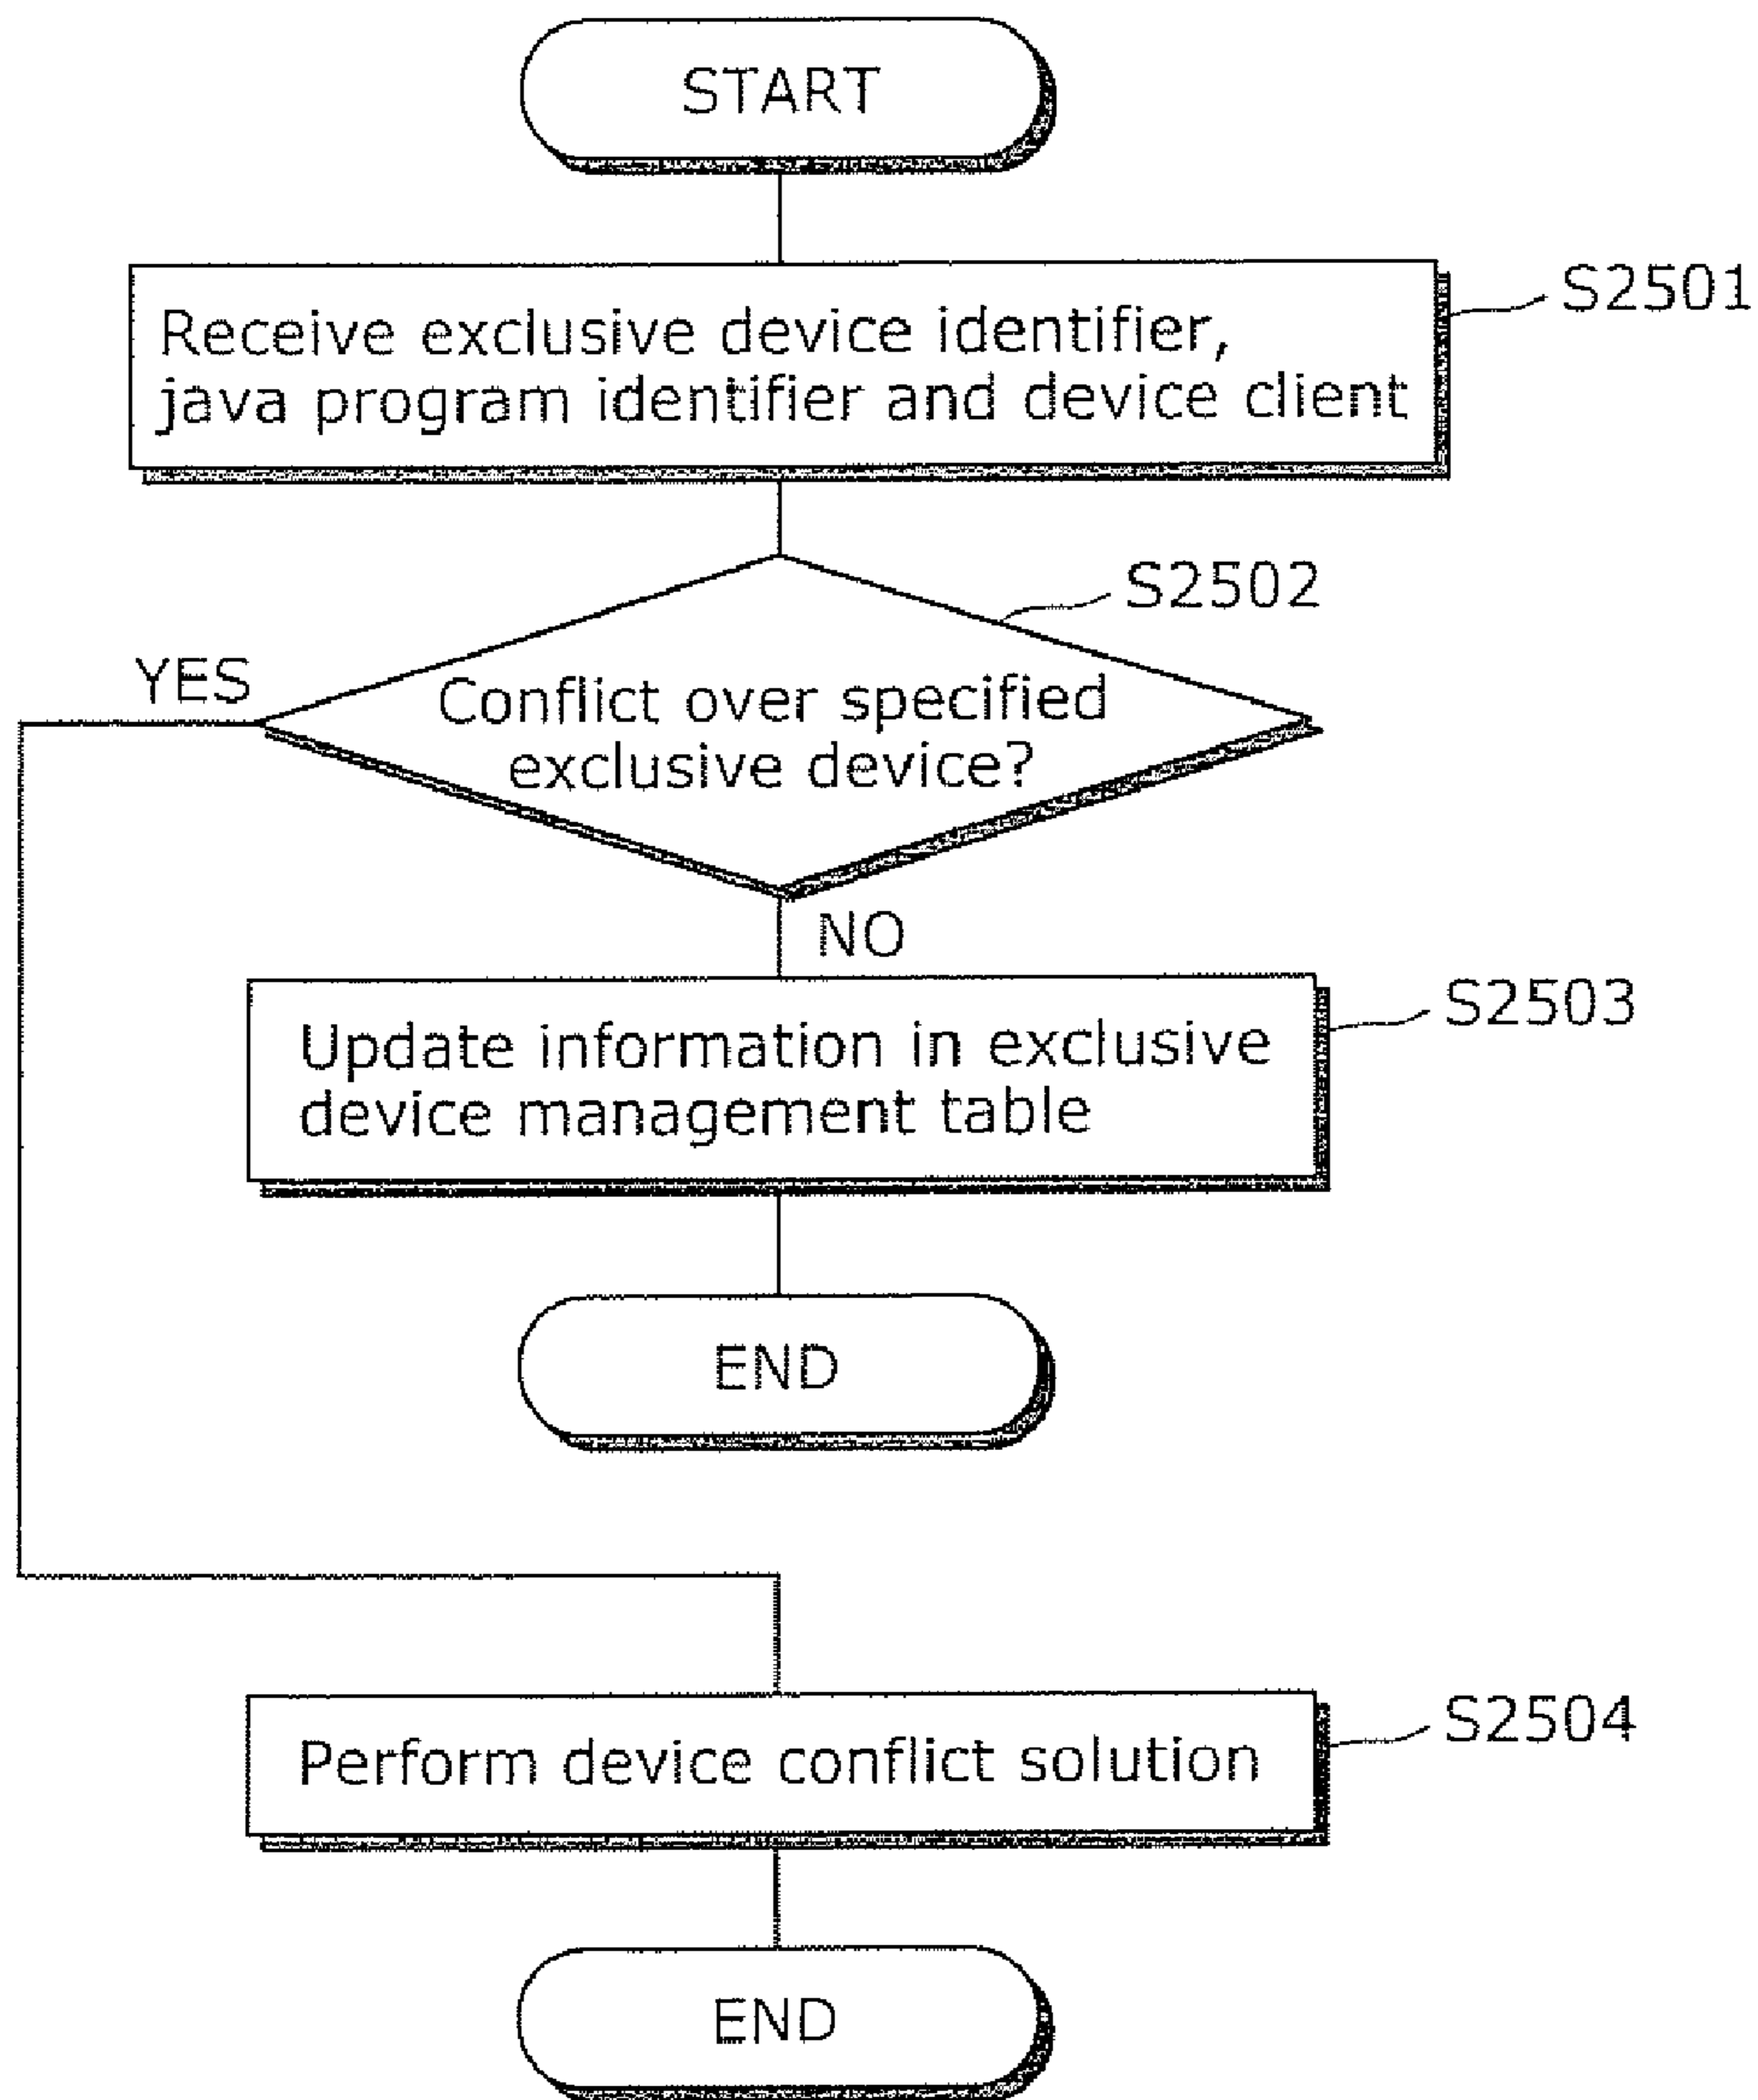 START
S2501
Receive exclusive device identifier,
java program identifier and device client
S2502
YES
Conflict over specified
exclusive device?
NO
S2503
Update information in exclusive
device management table
END
S2504
Perform device conflict solution
END